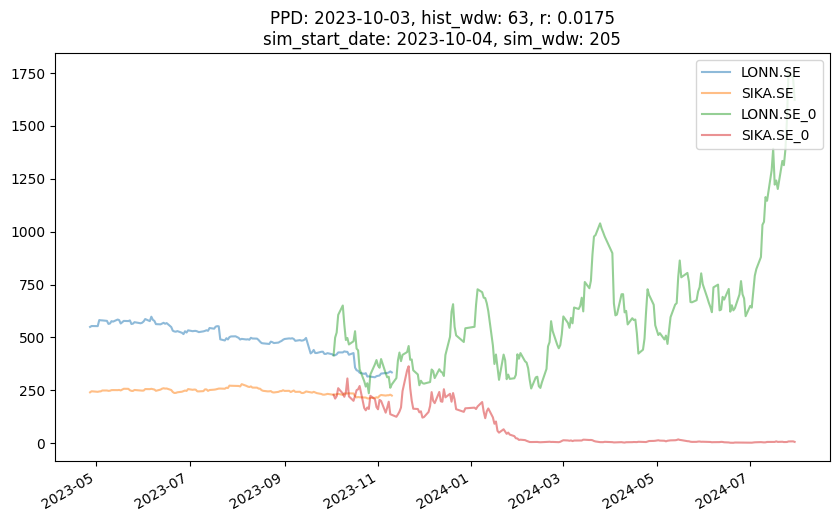 PPD: 2023-10-03, hist_wdw: 63, r: 0.0175
sim_start_date: 2023-10-04, sim_wdw: 205
1750
1500
1250
1000
750
500
250
0
LONN.SE
SIKA.SE
LONN.SE_0
SIKA.SE_0
2023-05
2023-07
2023-09
2023-11
2024-01
2024-03
2024-05
2024-07